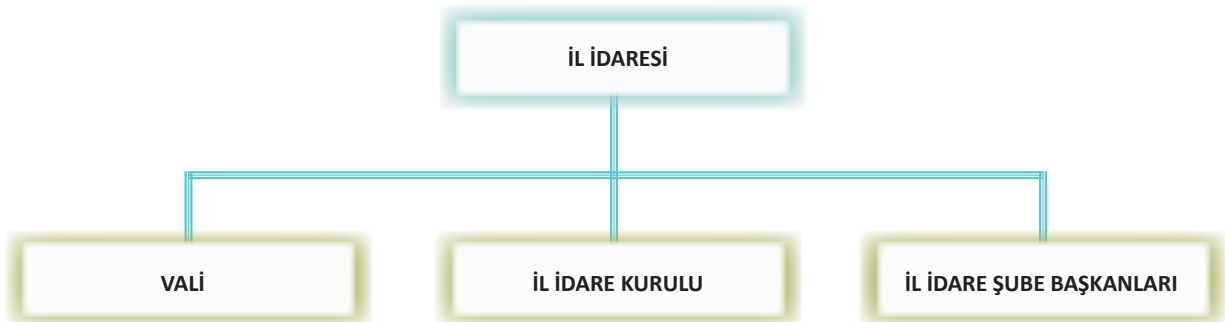 İL İDARESİ
VALİ
İL İDARE KURULU
İL İDARE ŞUBE BAŞKANLARI